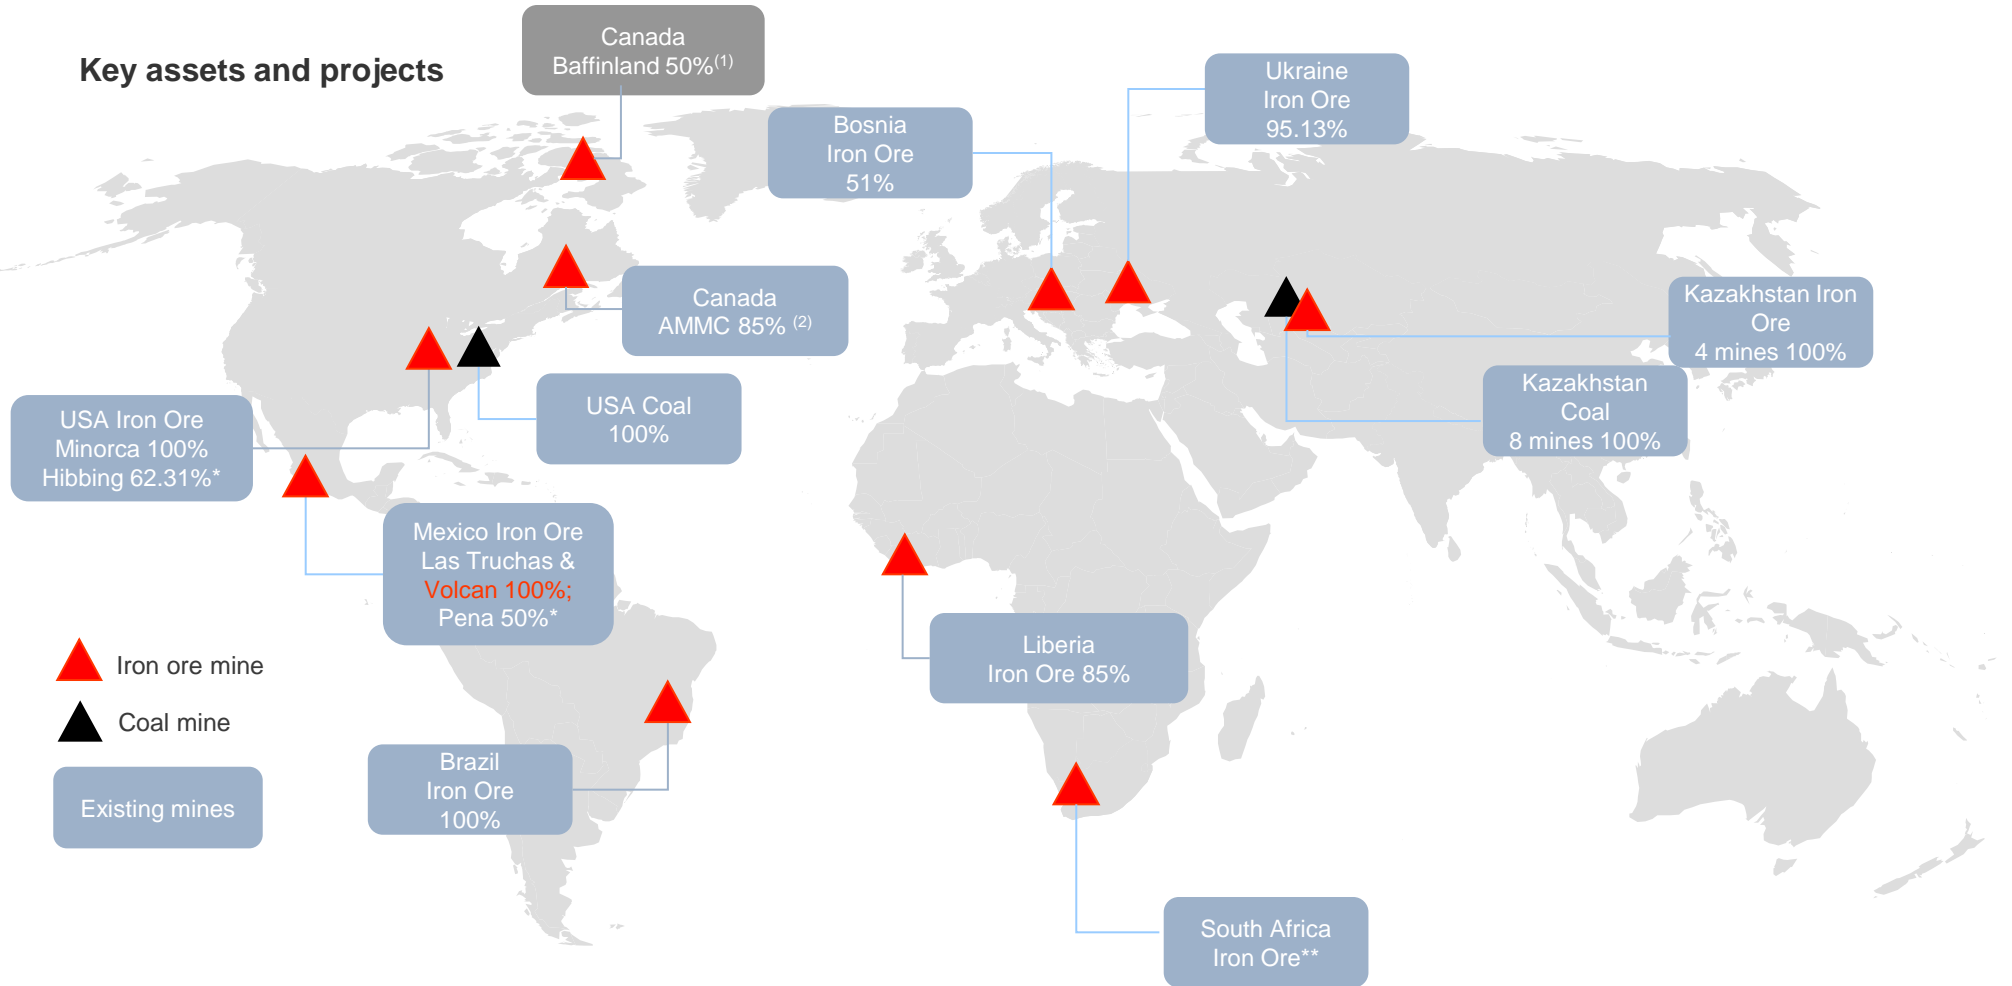 Key assets and projects
Canada
Baffinland 50%(1)
Ukraine
Iron Ore
95.13%
Bosnia
Iron Ore
51%
Canada
AMMC 85% (2)
Kazakhstan Iron
Ore
4 mines 100%
Kazakhstan
Coal
8 mines 100%
USA Iron Ore
Minorca 100%
Hibbing 62.31%*
USA Coal
100%
Mexico Iron Ore
Las Truchas &
Volcan 100%;
Pena 50%*
Liberia
Iron Ore 85%
Iron ore mine
Coal mine
Existing mines
Brazil
Iron Ore
100%
South Africa
Iron Ore**